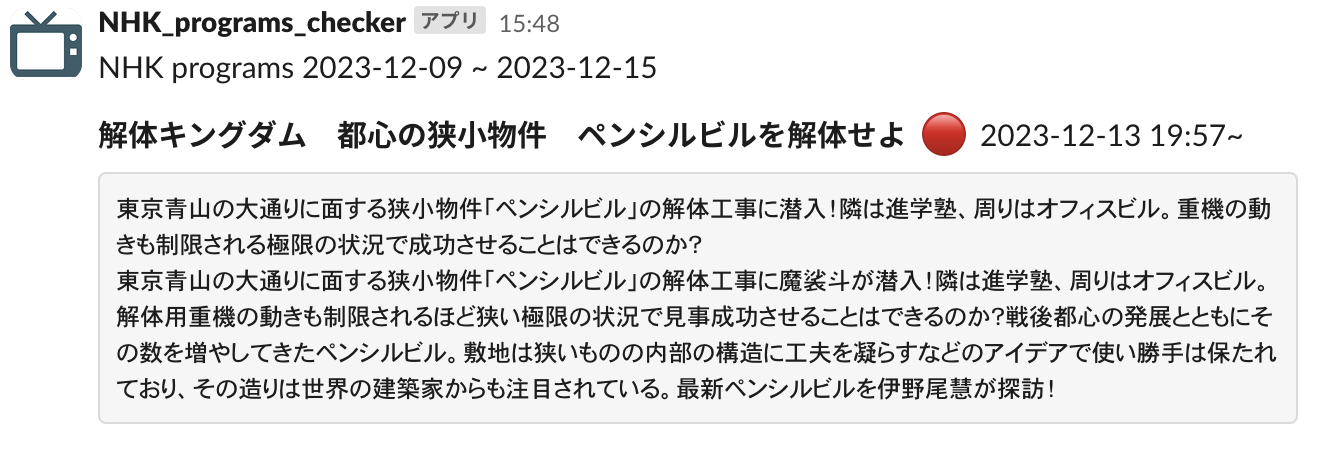 NHK_programs_checker アプリ 15:48
NHK programs 2023-12-09 ~ 2023-12-15
解体キングダム　都心の狭小物件　ペンシルビルを解体せよ 🔴 2023-12-13 19:57~
東京青山の大通りに面する狭小物件「ペンシルビル」の解体工事に潜入!隣は進学塾、周りはオフィスビル。重機の動
きも制限される極限の状況で成功させることはできるのか?
東京青山の大通りに面する狭小物件「ペンシルビル」の解体工事に魔裟斗が潜入!隣は進学塾、周りはオフィスビル。
解体用重機の動きも制限されるほど狭い極限の状況で見事成功させることはできるのか?戦後都心の発展とともにそ
の数を増やしてきたペンシルビル。敷地は狭いものの内部の構造に工夫を凝らすなどのアイデアで使い勝手は保たれ
ており、その造りは世界の建築家からも注目されている。最新ペンシルビルを伊野尾慧が探訪!